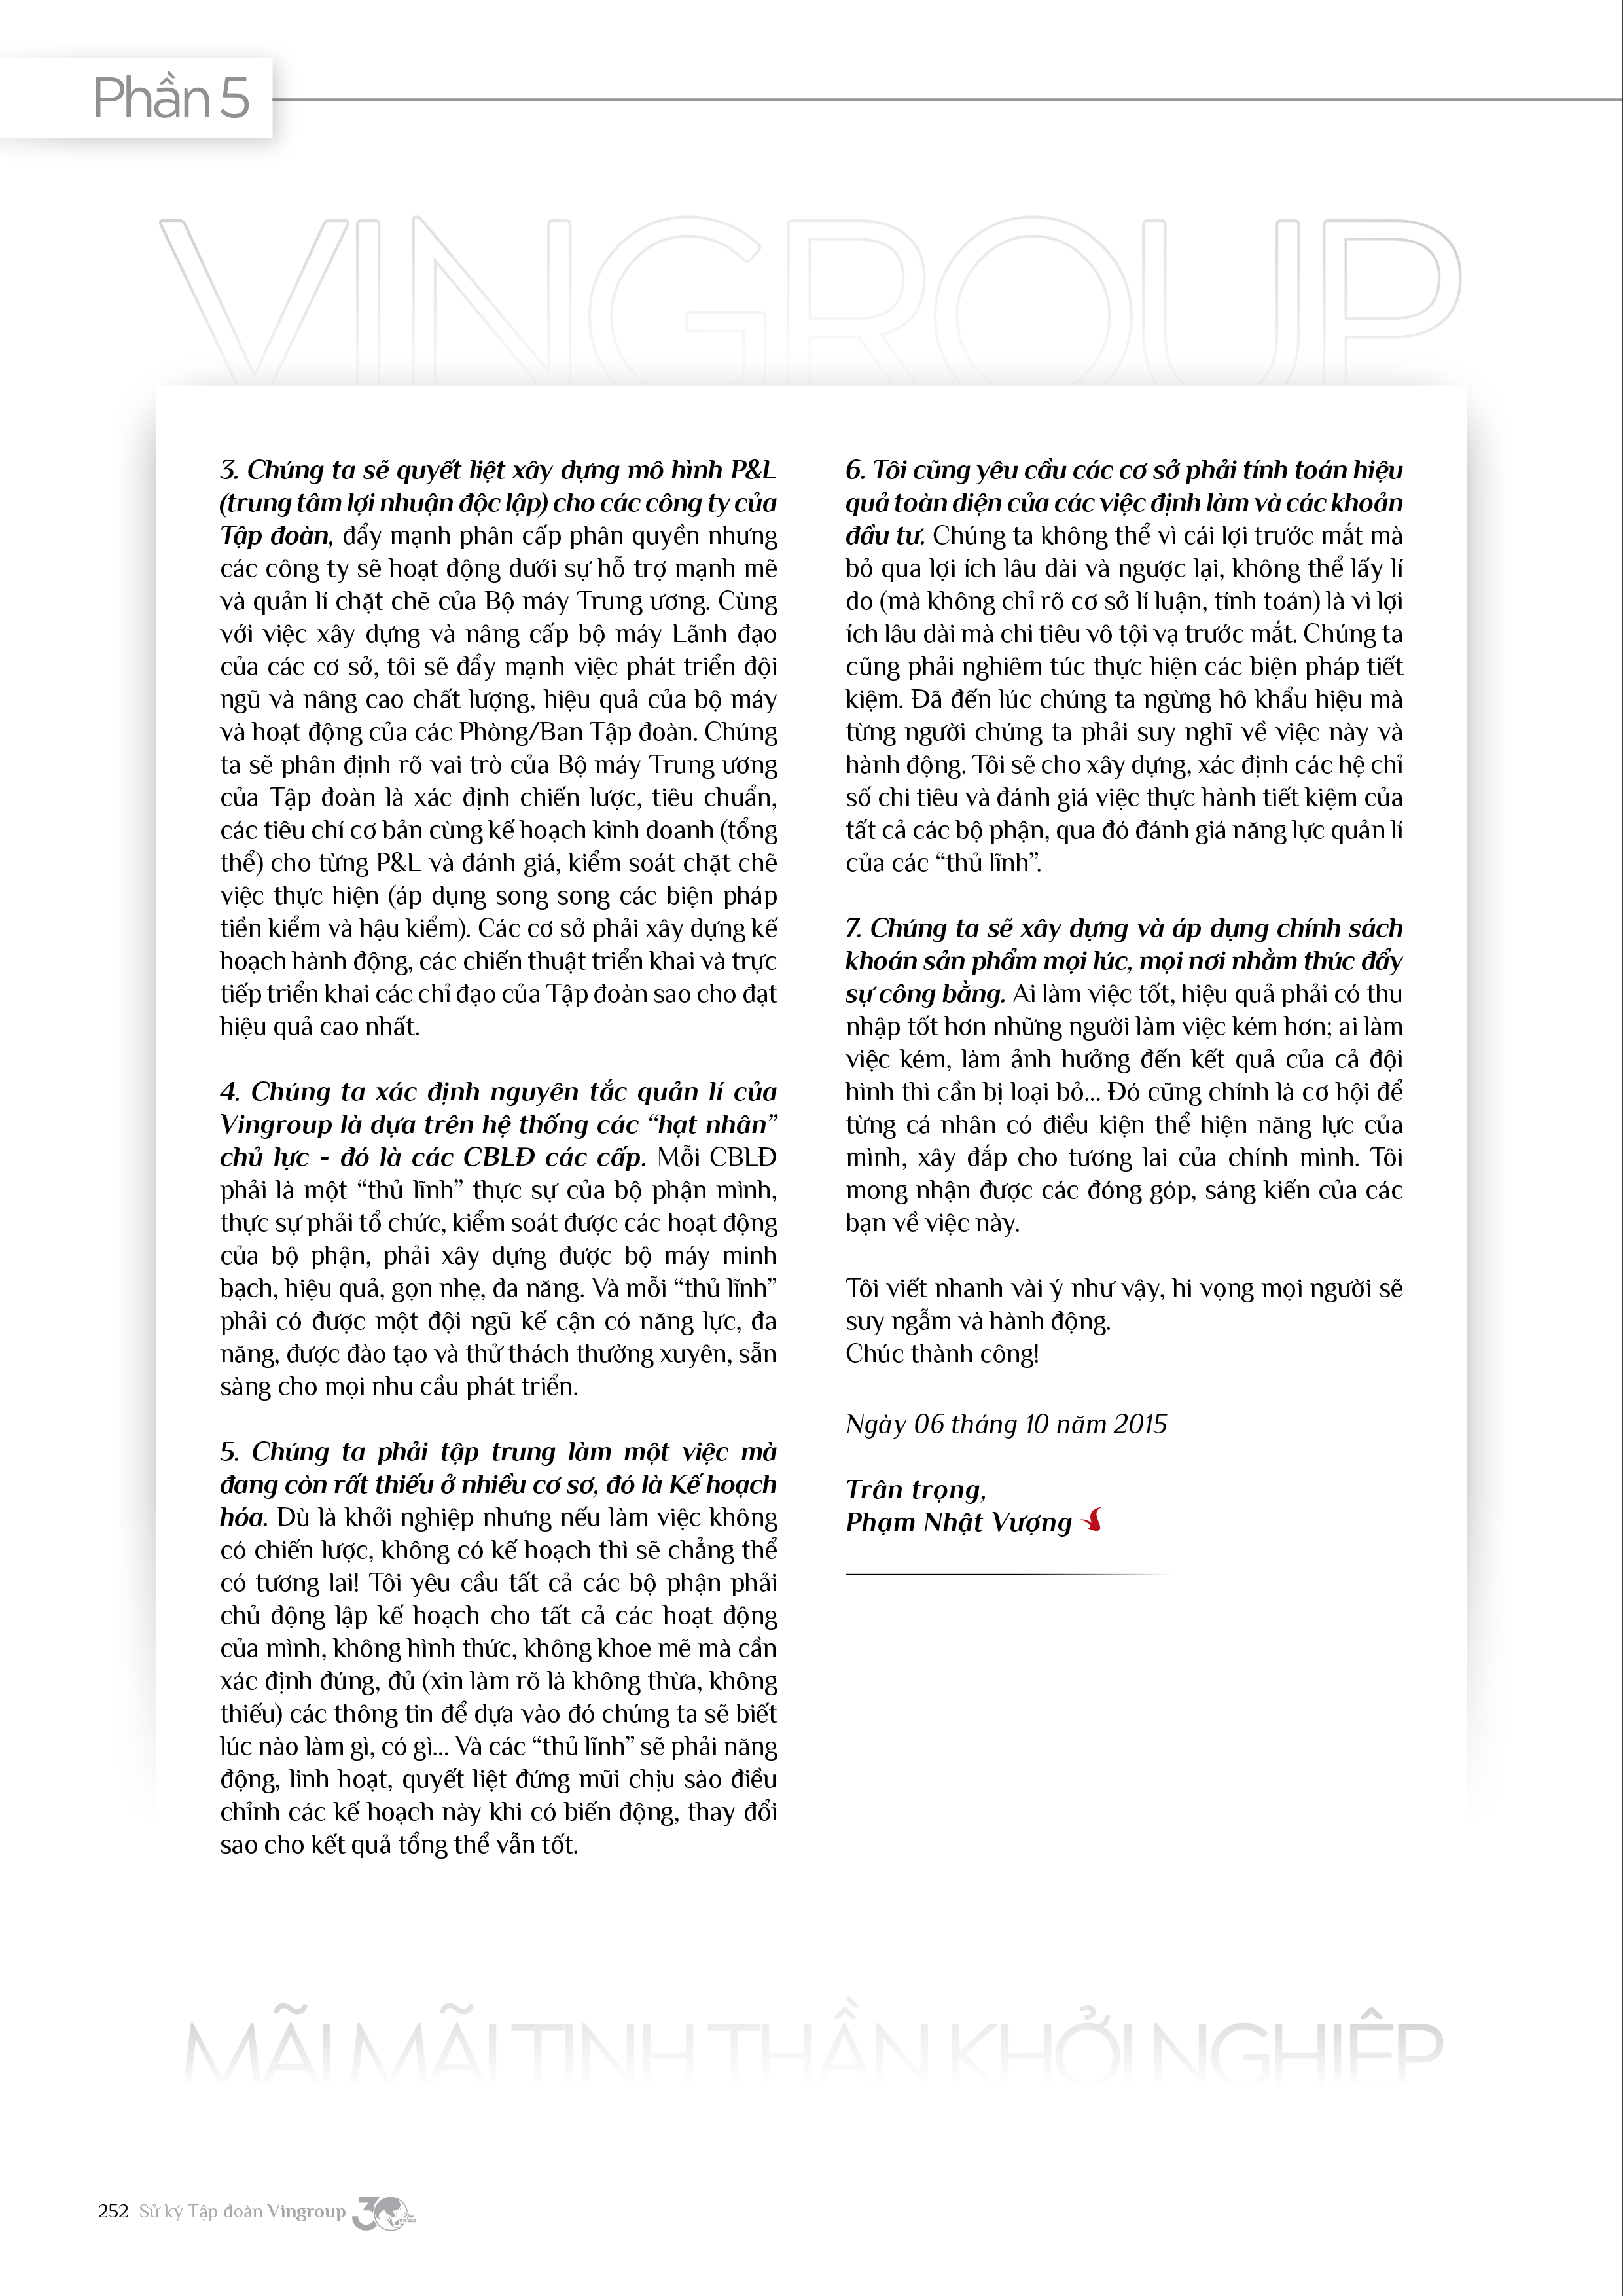 Phần 5
VINGROUP
3. Chúng ta sẽ quyết liệt xây dựng mô hình P&L
(trung tâm lợi nhuận độc lập) cho các công ty của
Tập đoàn, đẩy mạnh phân cấp phân quyền nhưng
các công ty sẽ hoạt động dưới sự hỗ trợ mạnh mẽ
và quản lí chặt chẽ của Bộ máy Trung ương. Cùng
với việc xây dựng và nâng cấp bộ máy Lãnh đạo
của các cơ sở, tôi sẽ đẩy mạnh việc phát triển đội
ngũ và nâng cao chất lượng, hiệu quả của bộ máy
và hoạt động của các Phòng/Ban Tập đoàn. Chúng
ta sẽ phân định rõ vai trò của Bộ máy Trung ương
của Tập đoàn là xác định chiến lược, tiêu chuẩn,
các tiêu chí cơ bản cùng kế hoạch kinh doanh (tổng
thể) cho từng P&L và đánh giá, kiểm soát chặt chẽ
việc thực hiện (áp dụng song song các biện pháp
tiền kiểm và hậu kiểm). Các cơ sở phải xây dựng kế
hoạch hành động, các chiến thuật triển khai và trực
tiếp triển khai các chỉ đạo của Tập đoàn sao cho đạt
hiệu quả cao nhất.
4. Chúng ta xác định nguyên tắc quản lí của
Vingroup là dựa trên hệ thống các “hạt nhân”
chủ lực - đó là các CBLĐ các cấp. Mỗi CBLĐ
phải là một “thủ lĩnh” thực sự của bộ phận mình,
thực sự phải tổ chức, kiểm soát được các hoạt động
của bộ phận, phải xây dựng được bộ máy minh
bạch, hiệu quả, gọn nhẹ, đa năng. Và mỗi “thủ lĩnh”
phải có được một đội ngũ kế cận có năng lực, đa
năng, được đào tạo và thử thách thường xuyên, sẵn
sàng cho mọi nhu cầu phát triển.
5. Chúng ta phải tập trung làm một việc mà
đang còn rất thiếu ở nhiều cơ sơ, đó là Kế hoạch
hóa. Dù là khởi nghiệp nhưng nếu làm việc không
có chiến lược, không có kế hoạch thì sẽ chẳng thể
có tương lai! Tôi yêu cầu tất cả các bộ phận phải
chủ động lập kế hoạch cho tất cả các hoạt động
của mình, không hình thức, không khoe mẽ mà cần
xác định đúng, đủ (xin làm rõ là không thừa, không
thiếu) các thông tin để dựa vào đó chúng ta sẽ biết
lúc nào làm gì, có gì... Và các “thủ lĩnh” sẽ phải năng
động, linh hoạt, quyết liệt đứng mũi chịu sào điều
chỉnh các kế hoạch này khi có biến động, thay đổi
sao cho kết quả tổng thể vẫn tốt.
6. Tôi cũng yêu cầu các cơ sở phải tính toán hiệu
quả toàn diện của các việc định làm và các khoản
đầu tư. Chúng ta không thể vì cái lợi trước mắt mà
bỏ qua lợi ích lâu dài và ngược lại, không thể lấy lí
do (mà không chỉ rõ cơ sở lí luận, tính toán) là vì lợi
ích lâu dài mà chi tiêu vô tội vạ trước mắt. Chúng ta
cũng phải nghiêm túc thực hiện các biện pháp tiết
kiệm. Đã đến lúc chúng ta ngừng hô khẩu hiệu mà
từng người chúng ta phải suy nghĩ về việc này và
hành động. Tôi sẽ cho xây dựng, xác định các hệ chỉ
số chi tiêu và đánh giá việc thực hành tiết kiệm của
tất cả các bộ phận, qua đó đánh giá năng lực quản lí
của các “thủ lĩnh”.
7. Chúng ta sẽ xây dựng và áp dụng chính sách
khoán sản phẩm mọi lúc, mọi nơi nhằm thúc đẩy
sự công bằng. Ai làm việc tốt, hiệu quả phải có thu
nhập tốt hơn những người làm việc kém hơn; ai làm
việc kém, làm ảnh hưởng đến kết quả của cả đội
hình thì cần bị loại bỏ... Đó cũng chính là cơ hội để
từng cá nhân có điều kiện thể hiện năng lực của
mình, xây đắp cho tương lai của chính mình. Tôi
mong nhận được các đóng góp, sáng kiến của các
bạn về việc này.
Tôi viết nhanh vài ý như vậy, hi vọng mọi người sẽ
suy ngẫm và hành động.
Chúc thành công!
Ngày 06 tháng 10 năm 2015
Trân trọng,
Phạm Nhật Vượng
MÃI MÃI TINH THẦN KHỞI NGHIỆP
252 Sử ký Tập đoàn Vingroup 30